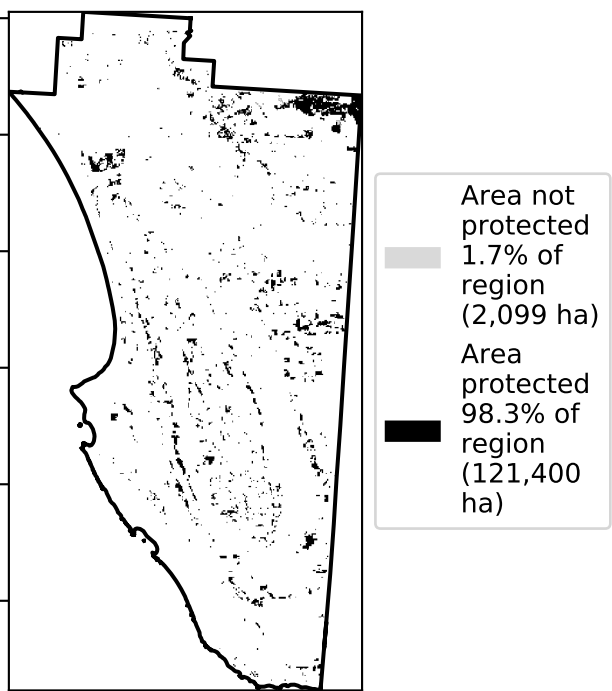 Area not
protected
1.7% of
region
(2,099 ha)
Area
protected
98.3% of
region
(121,400
ha)